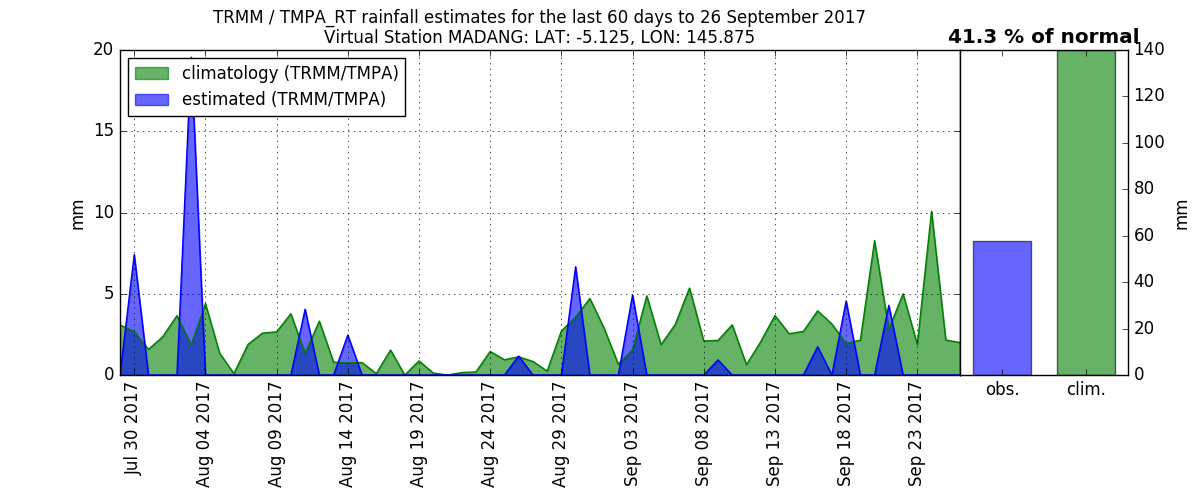 TRMM / TMPA_RT rainfall estimates for the last 60 days to 26 September 2017
Virtual Station MADANG: LAT: -5.125, LON: 145.875
41.3 % of normal
climatology (TRMM/TMPA)
estimated (TRMM/TMPA)
20
15
10
5
0
mm
Jul 30 2017
Aug 04 2017
Aug 09 2017
Aug 14 2017
Aug 19 2017
Aug 24 2017
Aug 29 2017
Sep 03 2017
Sep 08 2017
Sep 13 2017
Sep 18 2017
Sep 23 2017
140
120
100
80
60
40
20
0
mm
obs.
clim.